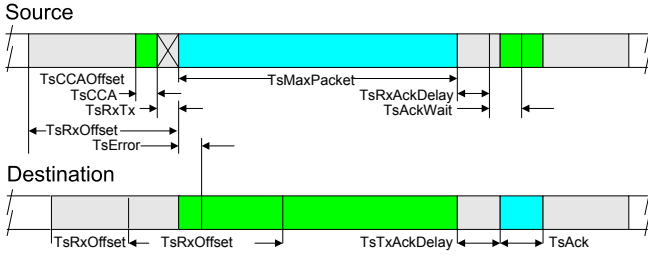 Source
TsCCAOffset
TsCCA
TsRxTx
TsRxOffset
TsError
TsMaxPacket
TsRxAckDelay
TsAckWait
Destination
TsRxOffset
TsRxOffset
TsTxAckDelay
TsAck